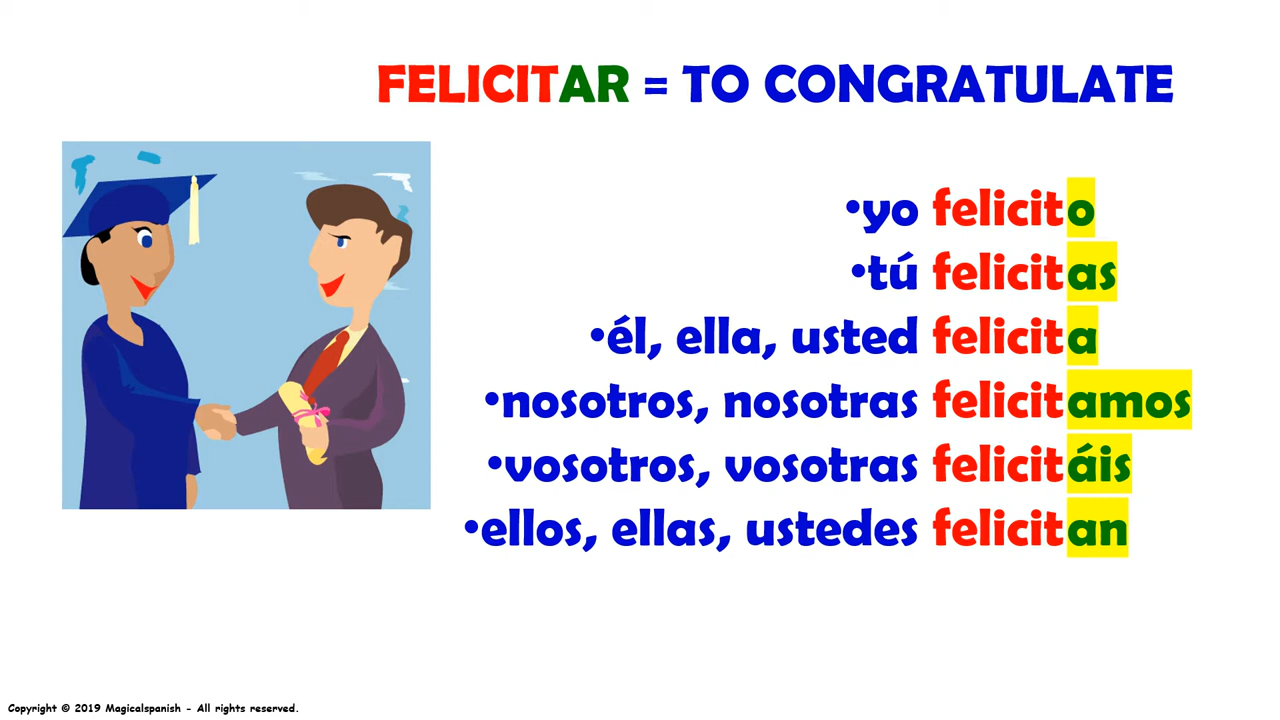 FELICITAR = TO CONGRATULATE
•yo felicito
•tú felicitas
•él, ella, usted felicita
•nosotros, nosotras felicitamos
•vosotros, vosotras felicitáis
•ellos, ellas, ustedes felicitan
Copyright © 2019 Magicalspanish - All rights reserved.